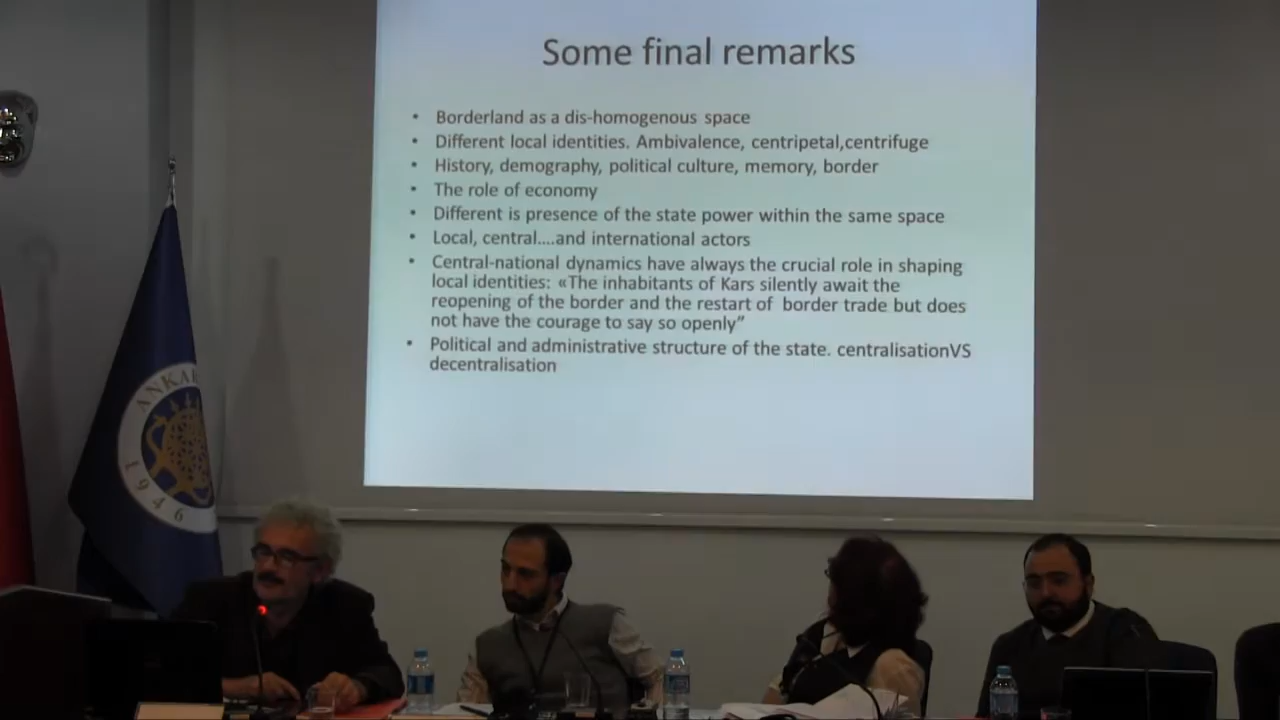 Some final remarks
• Borderland as a dis-homogenous space
• Different local identities. Ambivalence, centripetal,centrifuge
• History, demography, political culture, memory, border
• The role of economy
• Different is presence of the state power within the same space
• Local, central....and international actors
• Central-national dynamics have always the crucial role in shaping
local identities: «The inhabitants of Kars silently await the
reopening of the border and the restart of border trade but does
not have the courage to say so openly”
• Political and administrative structure of the state. centralisationVS
decentralisation
1946